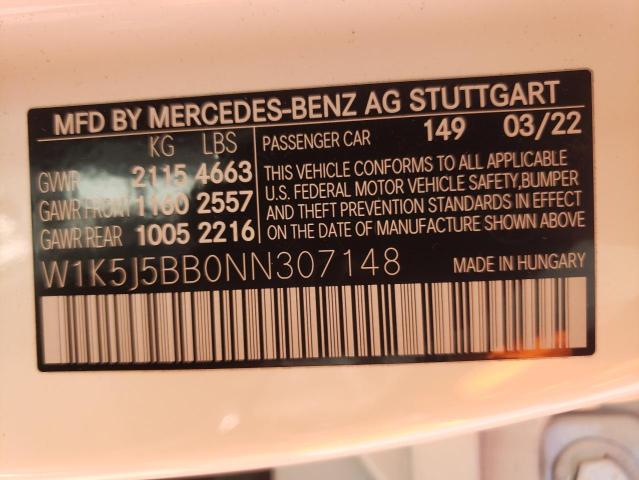 MFD BY MERCEDES-BENZ AG STUTTGART
KG LBS
GVWR 2115 4663
GAWR FRONT 1160 2557
GAWR REAR 1005 2216
PASSENGER CAR 149 03/22
THIS VEHICLE CONFORMS TO ALL APPLICABLE
U.S. FEDERAL MOTOR VEHICLE SAFETY,BUMPER
AND THEFT PREVENTION STANDARDS IN EFFECT
ON THE DATE OF MANUFACTURE SHOWN ABOVE
W1K5J5BB0NN307148 MADE IN HUNGARY